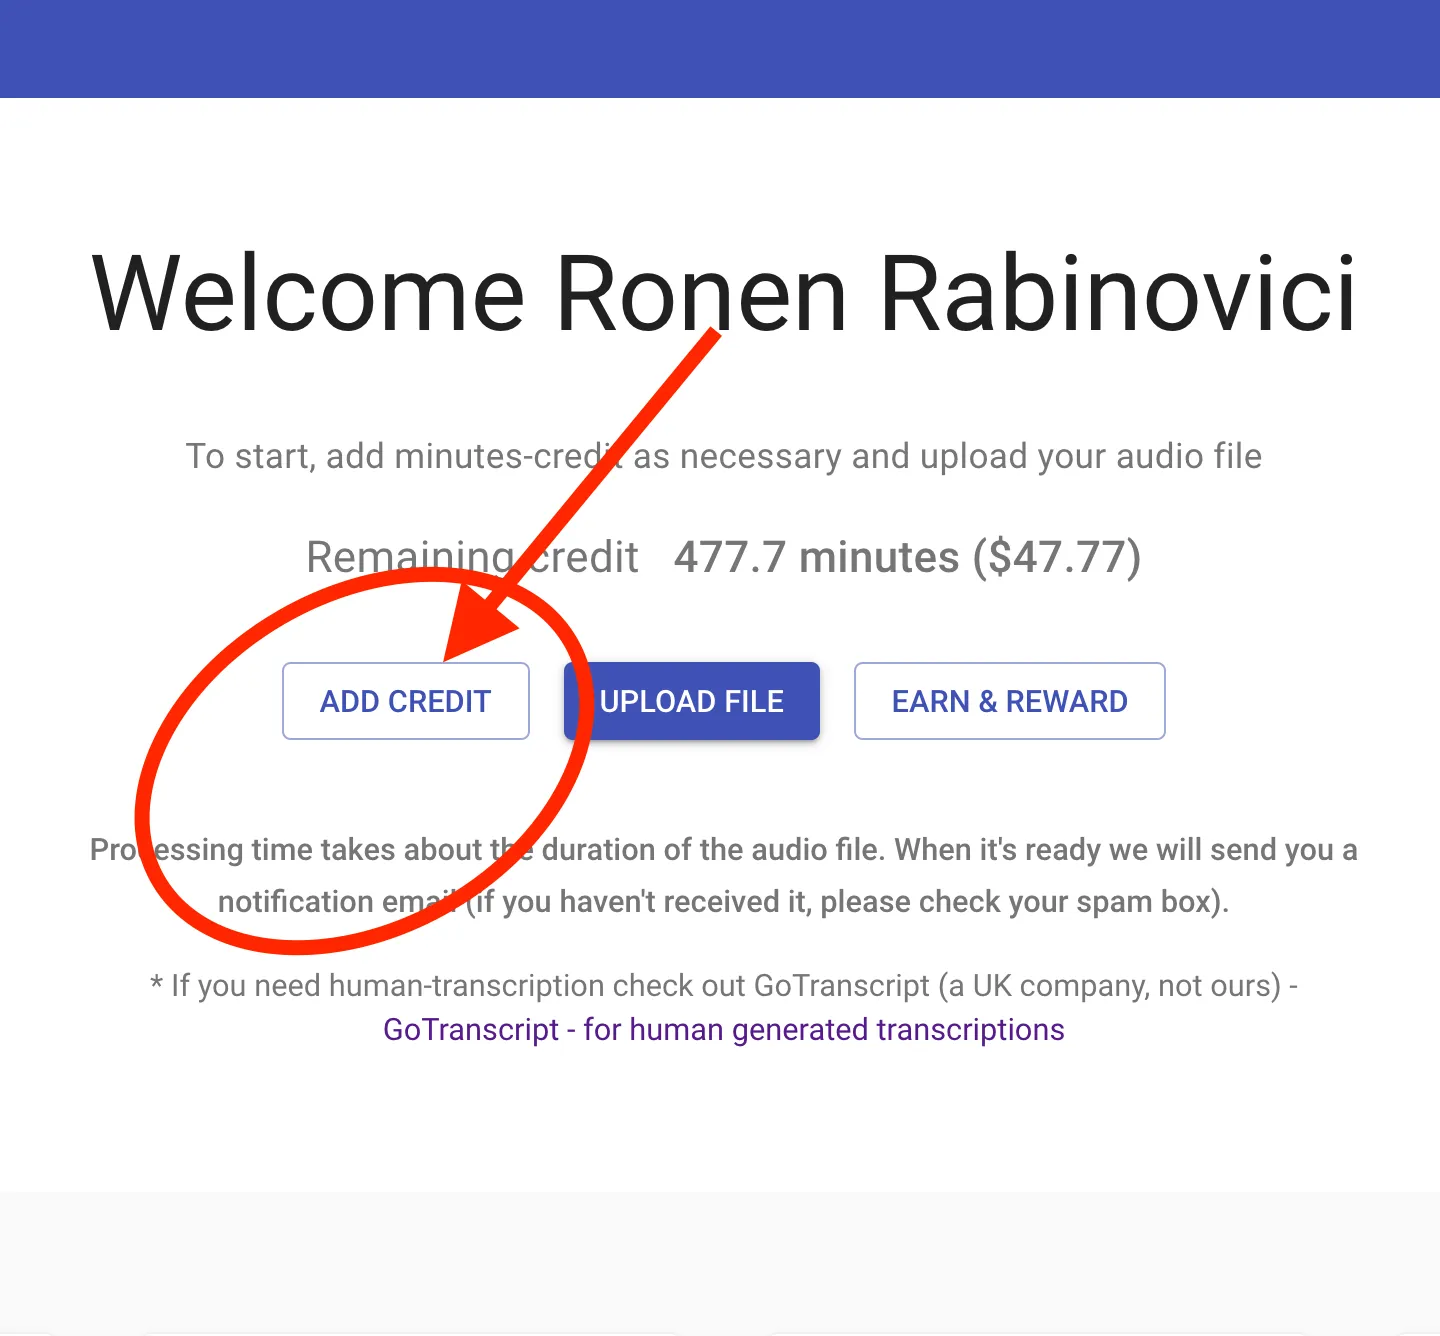 Welcome Ronen Rabinovici
To start, add minutes-credit as necessary and upload your audio file
Remaining credit 477.7 minutes ($47.77)
ADD CREDIT UPLOAD FILE EARN & REWARD
Processing time takes about the duration of the audio file. When it's ready we will send you a
notification email (if you haven't received it, please check your spam box).
* If you need human-transcription check out GoTranscript (a UK company, not ours) -
GoTranscript - for human generated transcriptions